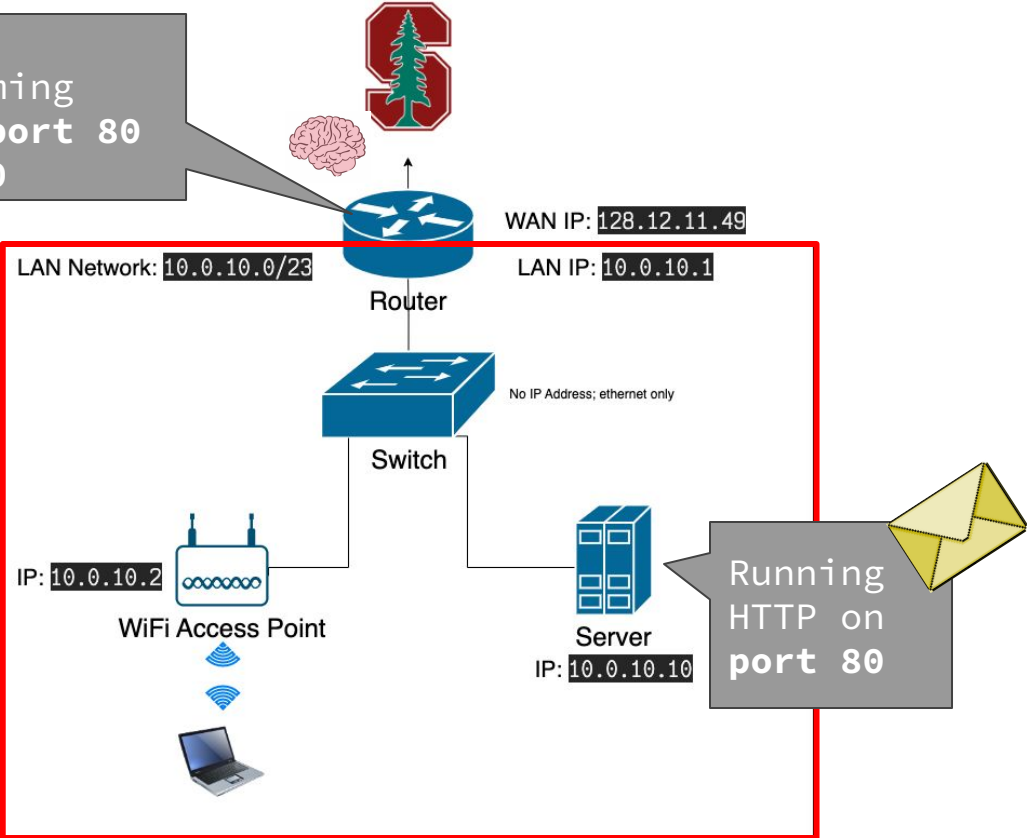 port 80
WAN IP: 128.12.11.49
LAN Network: 10.0.10.0/23
LAN IP: 10.0.10.1
Router
No IP Address; ethernet only
Switch
IP: 10.0.10.2
WiFi Access Point
Running
HTTP on
port 80
Server
IP: 10.0.10.10